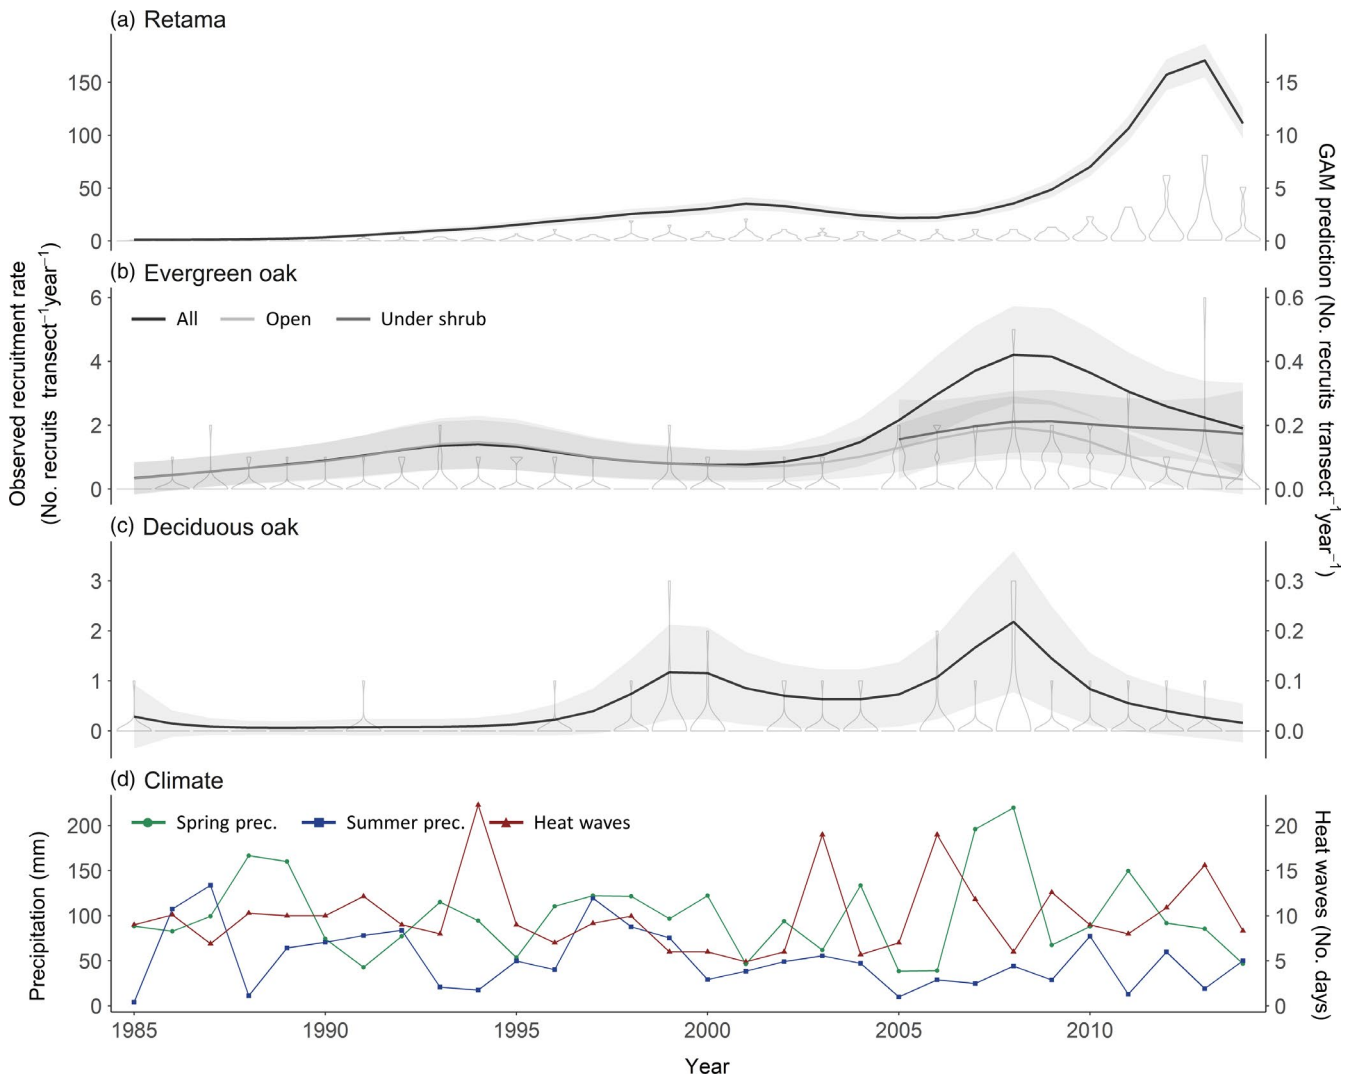 (a) Retama
150
100
50
0
15
10
5
0
(b) Evergreen oak
All
Open
Under shrub
6
4
2
0
0.6
0.4
0.2
0.0
(c) Deciduous oak
3
2
1
0
0.3
0.2
0.1
0.0
Observed recruitment rate
(No. recruits transect⁻¹year⁻¹)
GAM prediction (No. recruits transect⁻¹year⁻¹)
(d) Climate
Spring prec.
Summer prec.
Heat waves
200
150
100
50
0
20
15
10
5
0
Precipitation (mm)
Heat waves (No. days)
1985
1990
1995
2000
2005
2010
Year